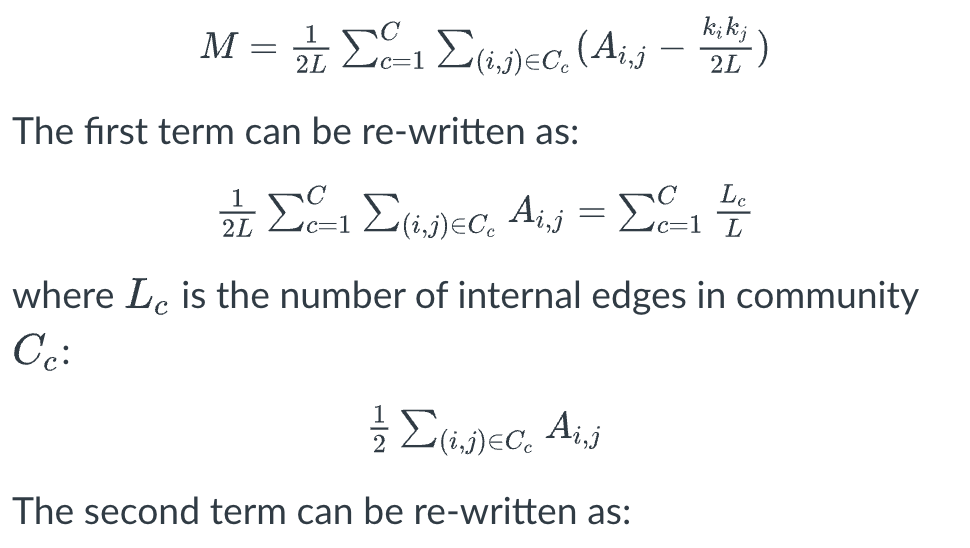 M = \frac{1}{2L} \sum_{c=1}^{C} \sum_{(i,j) \in C_c} (A_{i,j} - \frac{k_i k_j}{2L})
The first term can be re-written as:
\frac{1}{2L} \sum_{c=1}^{C} \sum_{(i,j) \in C_c} A_{i,j} = \sum_{c=1}^{C} \frac{L_c}{L}
where L_c is the number of internal edges in community
C_c:
\frac{1}{2} \sum_{(i,j) \in C_c} A_{i,j}
The second term can be re-written as: